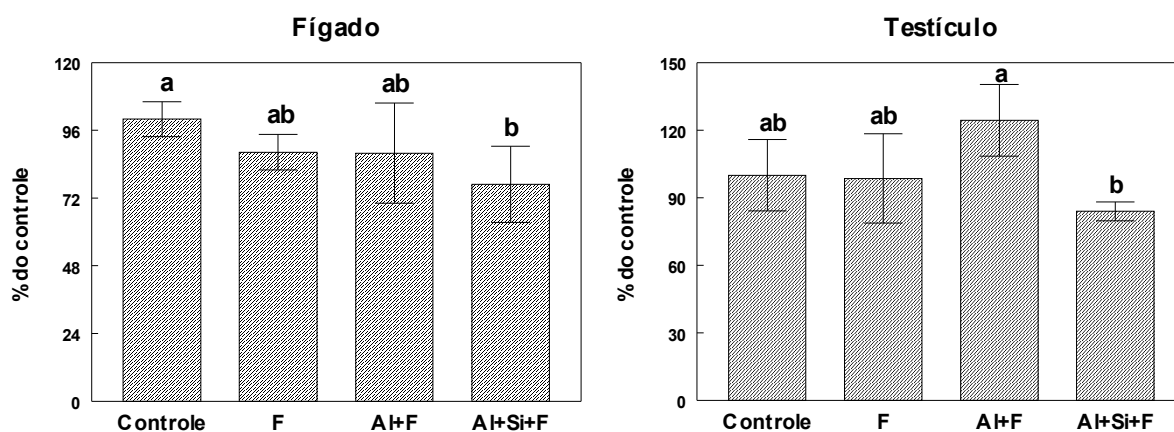 Fígado
% do controle
120
96
72
48
24
0
a
ab
ab
b
Controle F Al+F Al+Si+F
Testículo
% do controle
150
120
90
60
30
0
ab
ab
a
b
Controle F Al+F Al+Si+F